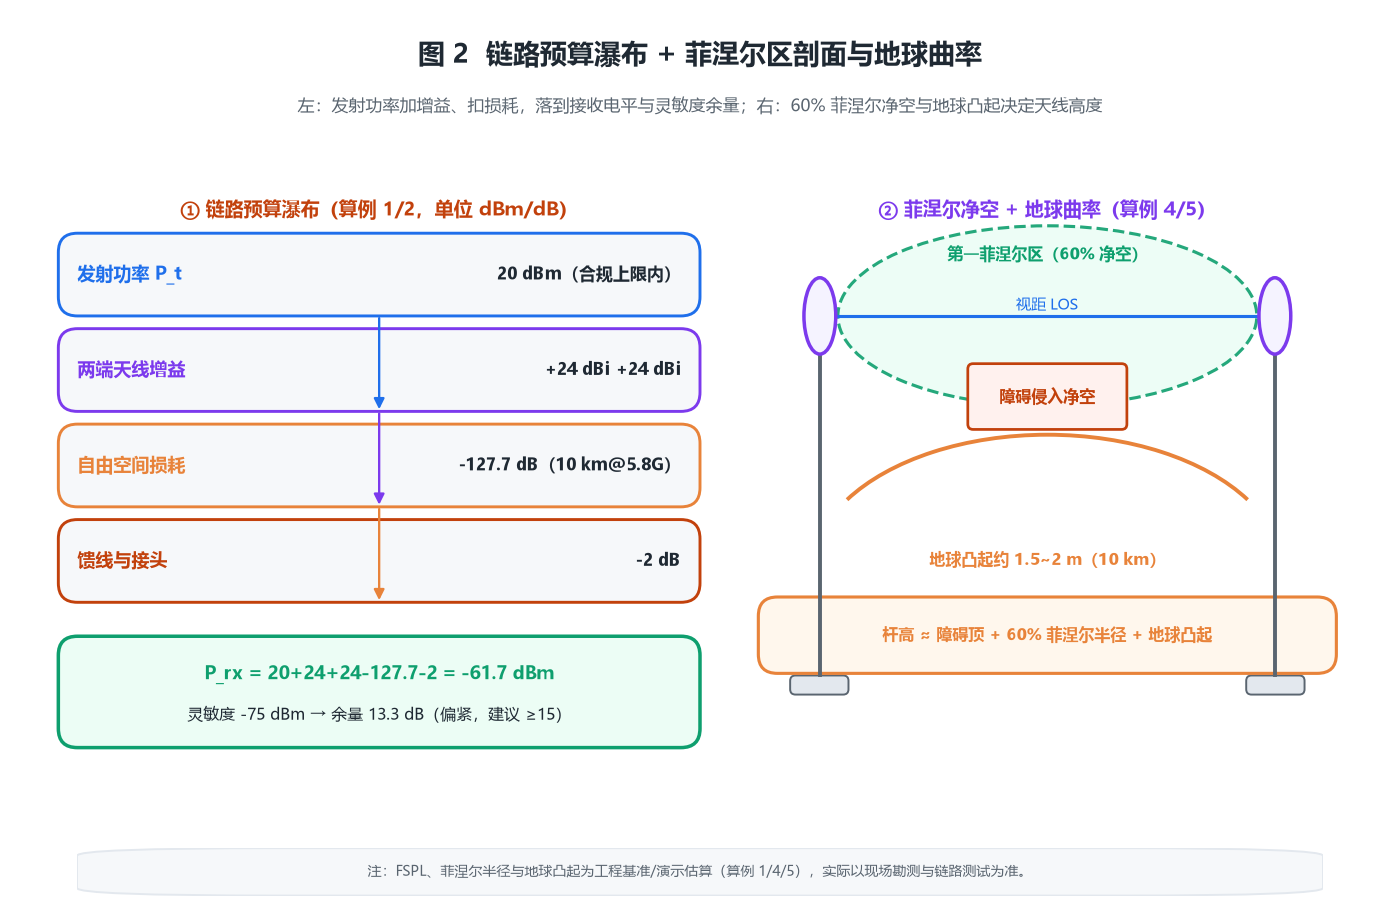 图 2 链路预算瀑布 + 菲涅尔区剖面与地球曲率
左：发射功率加增益、扣损耗，落到接收电平与灵敏度余量；右：60% 菲涅尔净空与地球凸起决定天线高度
① 链路预算瀑布（算例 1/2，单位 dBm/dB）
发射功率 P_t
20 dBm（合规上限内）
两端天线增益
+24 dBi +24 dBi
自由空间损耗
-127.7 dB（10 km@5.8G）
馈线与接头
-2 dB
P_rx = 20+24+24-127.7-2 = -61.7 dBm
灵敏度 -75 dBm → 余量 13.3 dB（偏紧，建议 ≥15）
② 菲涅尔净空 + 地球曲率（算例 4/5）
第一菲涅尔区（60% 净空）
视距 LOS
障碍侵入净空
地球凸起约 1.5~2 m（10 km）
杆高 ≈ 障碍顶 + 60% 菲涅尔半径 + 地球凸起
注：FSPL、菲涅尔半径与地球凸起为工程基准/演示估算（算例 1/4/5），实际以现场勘测与链路测试为准。